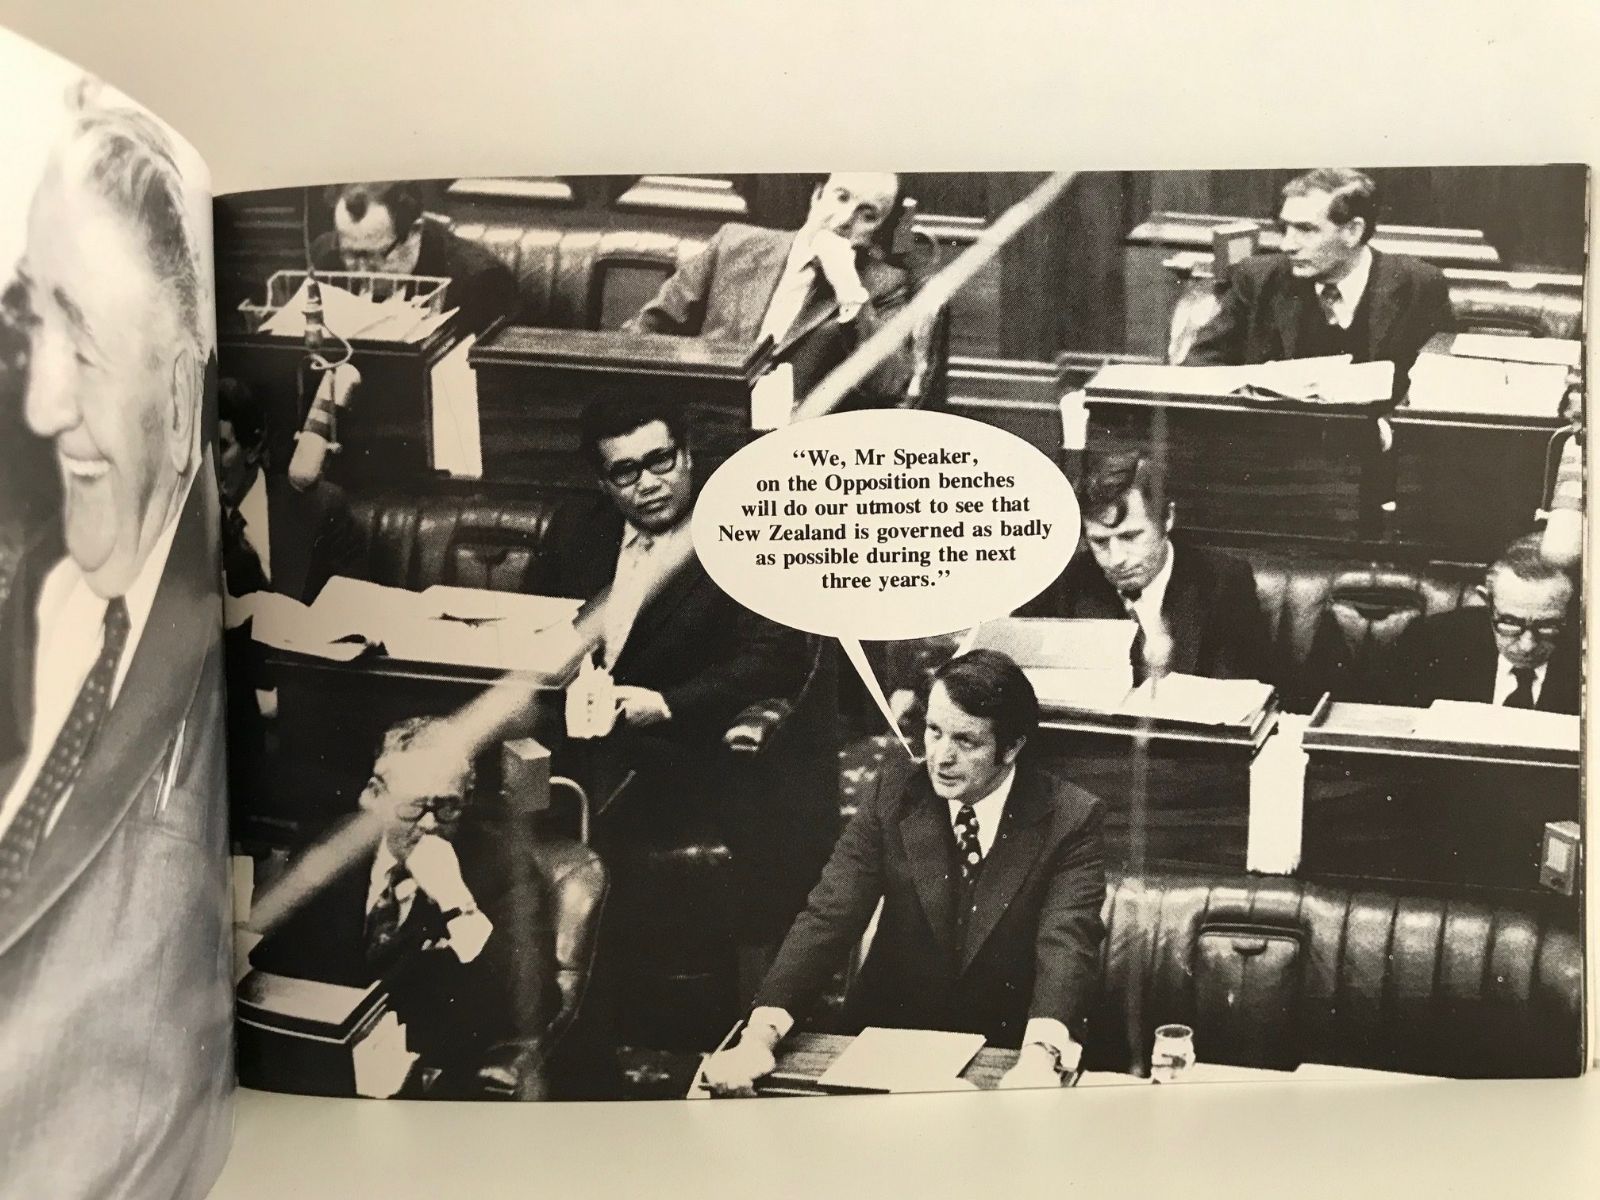 “We, Mr Speaker,
on the Opposition benches
will do our utmost to see that
New Zealand is governed as badly
as possible during the next
three years.”